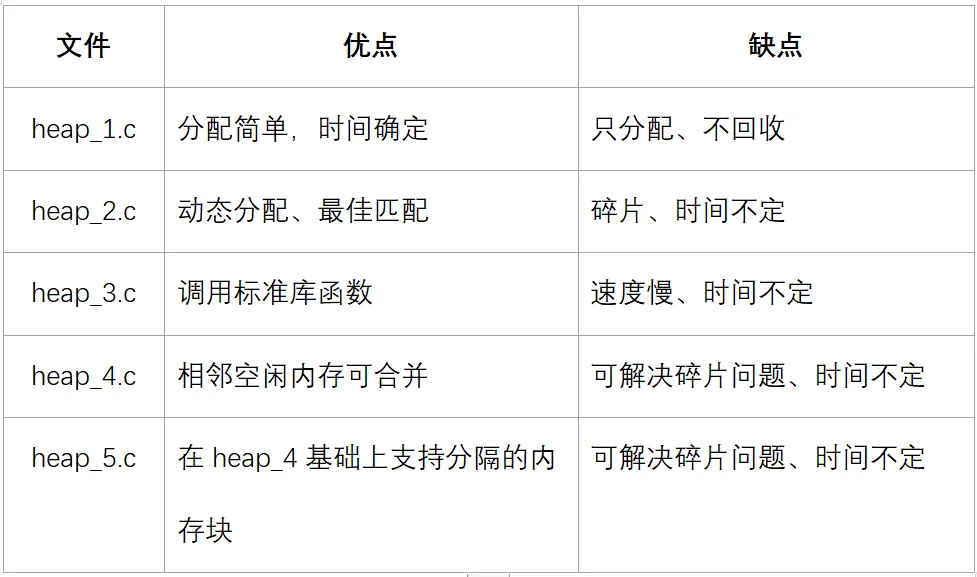 文件 优点 缺点
heap_1.c 分配简单，时间确定 只分配、不回收
heap_2.c 动态分配、最佳匹配 碎片、时间不定
heap_3.c 调用标准库函数 速度慢、时间不定
heap_4.c 相邻空闲内存可合并 可解决碎片问题、时间不定
heap_5.c 在 heap_4 基础上支持分隔的内 可解决碎片问题、时间不定
存块